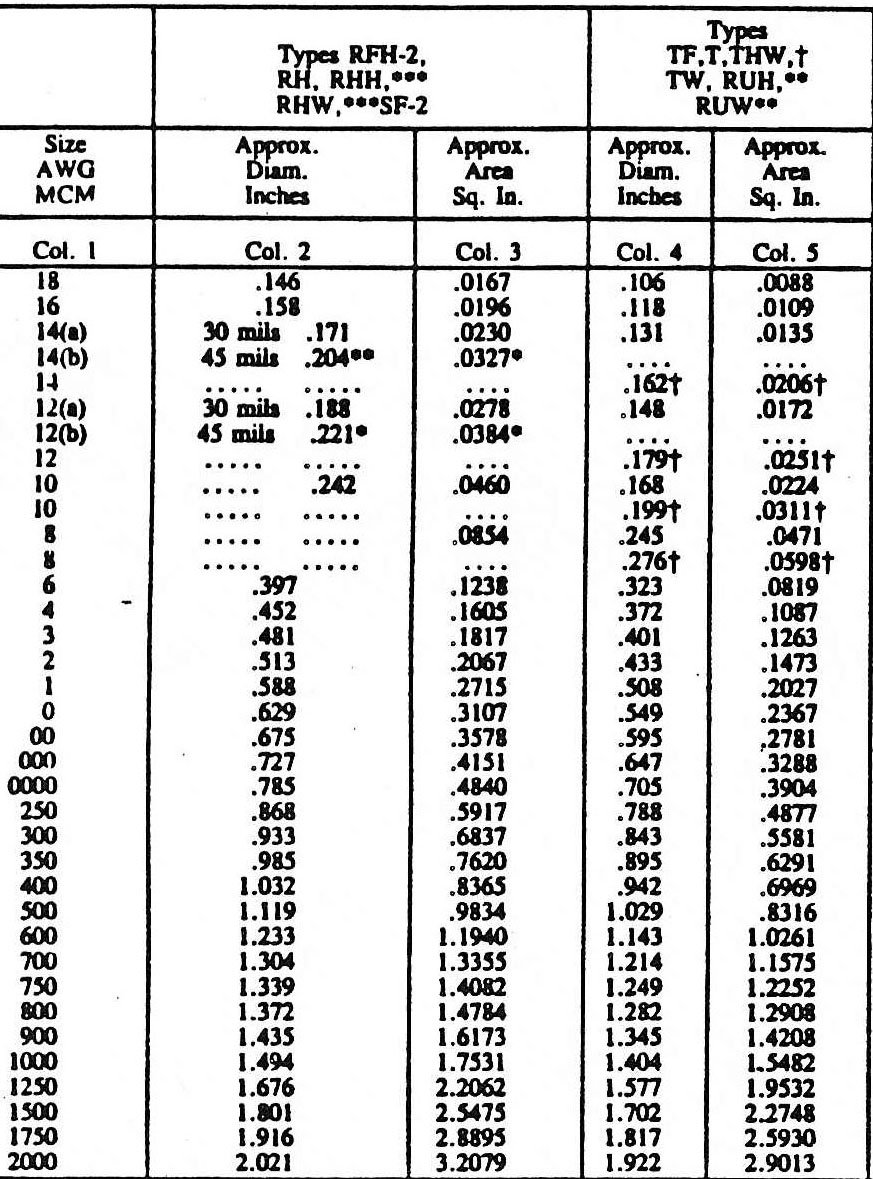 Types RFH-2,
RH, RHH,***
RHW,***SF-2
Types
TF,T,THW,†
TW, RUH,**
RUW**
Size
AWG
MCM
Approx.
Diam.
Inches
Approx.
Area
Sq. In.
Approx.
Diam.
Inches
Approx.
Area
Sq. In.
Col. 1 Col. 2 Col. 3 Col. 4 Col. 5
18 .146 .0167 .106 .0088
16 .158 .0196 .118 .0109
14(a) 30 mils .171 .0230 .131 .0135
14(b) 45 mils .204** .0327* .... ....
14 ..... ..... .... .162† .0206†
12(a) 30 mils .188 .0278 .148 .0172
12(b) 45 mils .221* .0384* .... ....
12 ..... ..... .... .179† .0251†
10 ..... .242 .0460 .168 .0224
10 ..... ..... .... .199† .0311†
8 ..... ..... .0854 .245 .0471
8 ..... ..... .... .276† .0598†
6 .397 .1238 .323 .0819
4 .452 .1605 .372 .1087
3 .481 .1817 .401 .1263
2 .513 .2067 .433 .1473
1 .588 .2715 .508 .2027
0 .629 .3107 .549 .2367
00 .675 .3578 .595 .2781
000 .727 .4151 .647 .3288
0000 .785 .4840 .705 .3904
250 .868 .5917 .788 .4877
300 .933 .6837 .843 .5581
350 .985 .7620 .895 .6291
400 1.032 .8365 .942 .6969
500 1.119 .9834 1.029 .8316
600 1.233 1.1940 1.143 1.0261
700 1.304 1.3355 1.214 1.1575
750 1.339 1.4082 1.249 1.2252
800 1.372 1.4784 1.282 1.2908
900 1.435 1.6173 1.345 1.4208
1000 1.494 1.7531 1.404 1.5482
1250 1.676 2.2062 1.577 1.9532
1500 1.801 2.5475 1.702 2.2748
1750 1.916 2.8895 1.817 2.5930
2000 2.021 3.2079 1.922 2.9013